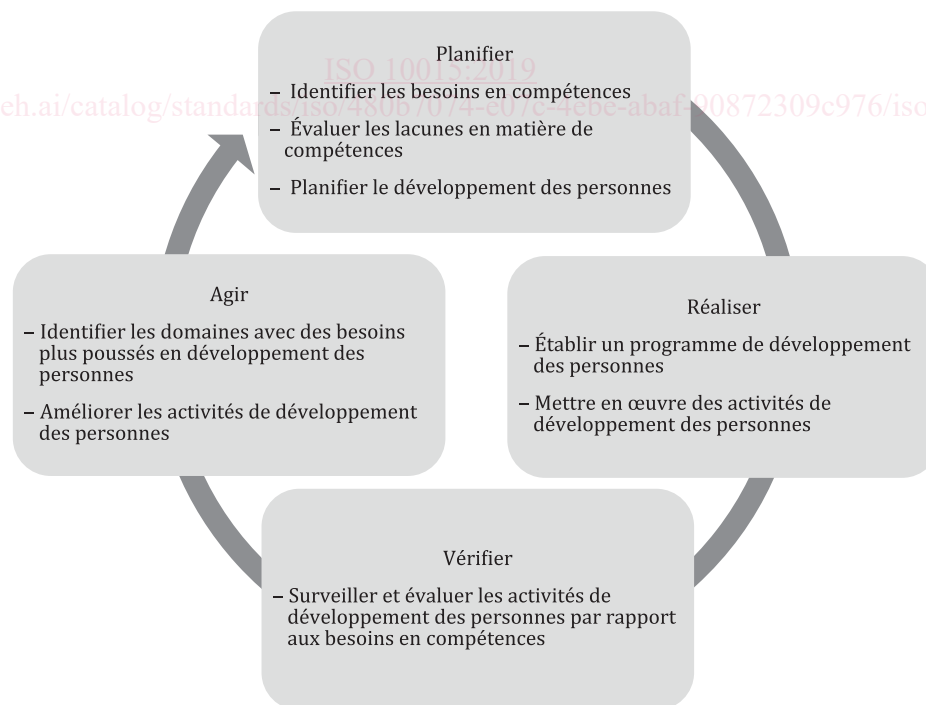 Planifier
ISO 10015:2019
– Identifier les besoins en compétences
eh.ai/catalog/standards/iso/480b7074-e07c-4ebe-abaf-90872309c976/iso
– Évaluer les lacunes en matière de
compétences
– Planifier le développement des personnes
Réaliser
– Établir un programme de développement
des personnes
– Mettre en œuvre des activités de
développement des personnes
Vérifier
– Surveiller et évaluer les activités de
développement des personnes par rapport
aux besoins en compétences
Agir
– Identifier les domaines avec des besoins
plus poussés en développement des
personnes
– Améliorer les activités de développement
des personnes